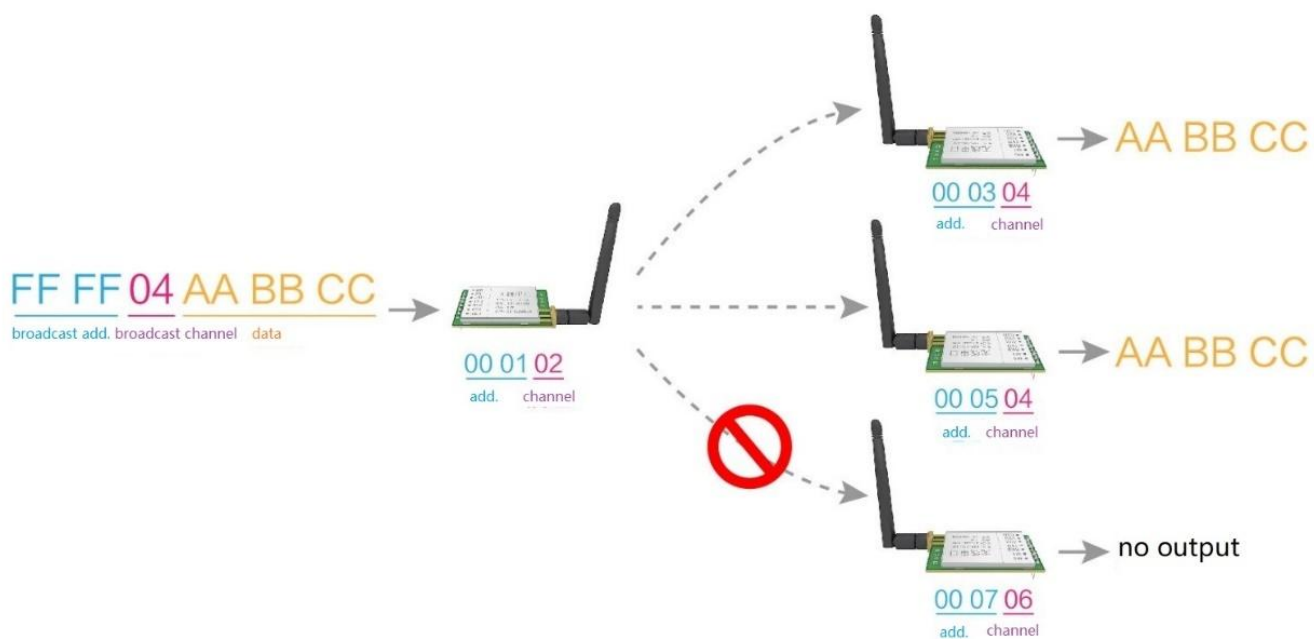 FF FF 04 AA BB CC
broadcast add. broadcast channel data
00 01 02
add. channel
AA BB CC
00 03 04
add. channel
AA BB CC
00 05 04
add. channel
no output
00 07 06
add. channel